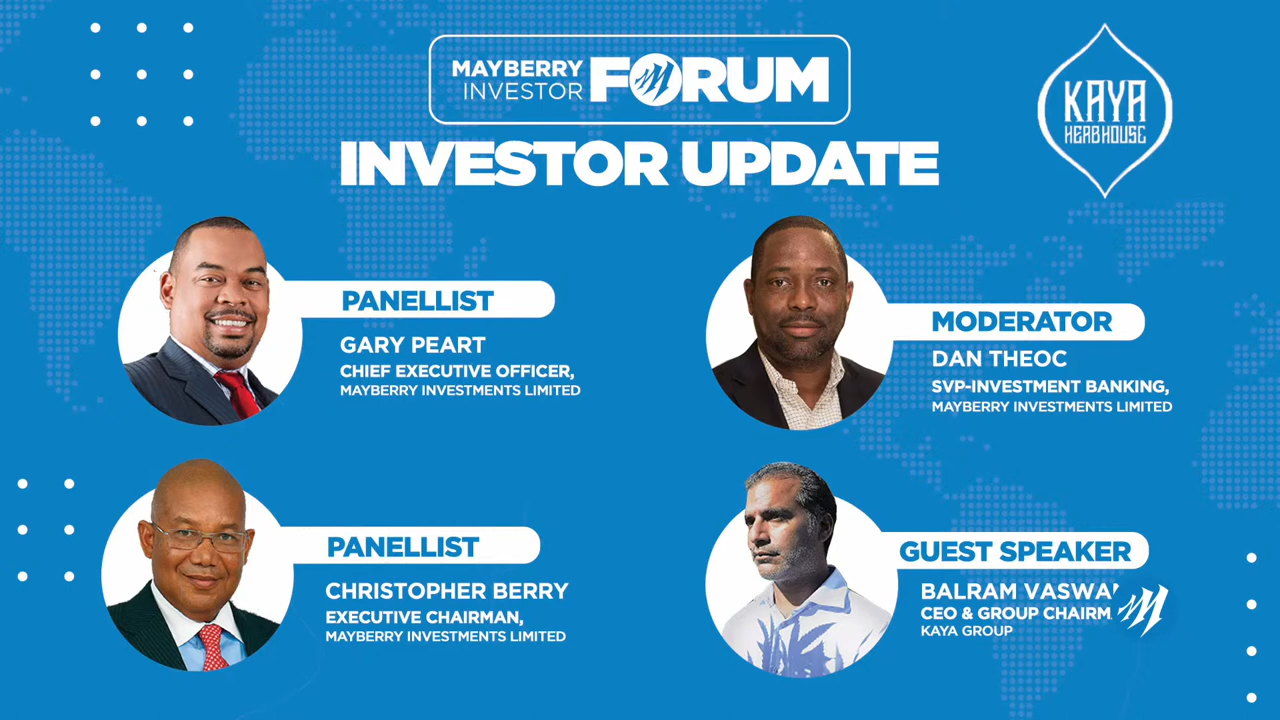 MAYBERRY
INVESTOR
FORUM
KAYA
HERBHOUSE
INVESTOR UPDATE
PANELLIST
GARY PEART
CHIEF EXECUTIVE OFFICER,
MAYBERRY INVESTMENTS LIMITED
MODERATOR
DAN THEOC
SVP-INVESTMENT BANKING,
MAYBERRY INVESTMENTS LIMITED
PANELLIST
CHRISTOPHER BERRY
EXECUTIVE CHAIRMAN,
MAYBERRY INVESTMENTS LIMITED
GUEST SPEAKER
BALRAM
CEO & GROUP
KAYA GROUP